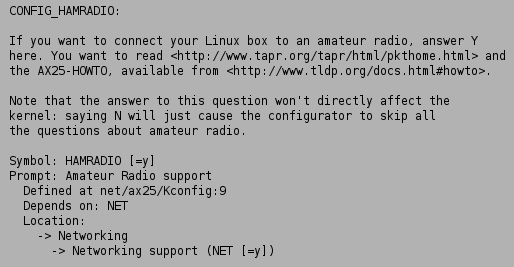 CONFIG_HAMRADIO:
If you want to connect your Linux box to an amateur radio, answer Y
here. You want to read <http://www.tapr.org/tapr/html/pkthome.html> and
the AX25-HOWTO, available from <http://www.tldp.org/docs.html#howto>.
Note that the answer to this question won't directly affect the
kernel: saying N will just cause the configurator to skip all
the questions about amateur radio.
Symbol: HAMRADIO [=y]
Prompt: Amateur Radio support
Defined at net/ax25/Kconfig:9
Depends on: NET
Location:
-> Networking
-> Networking support (NET [=y])